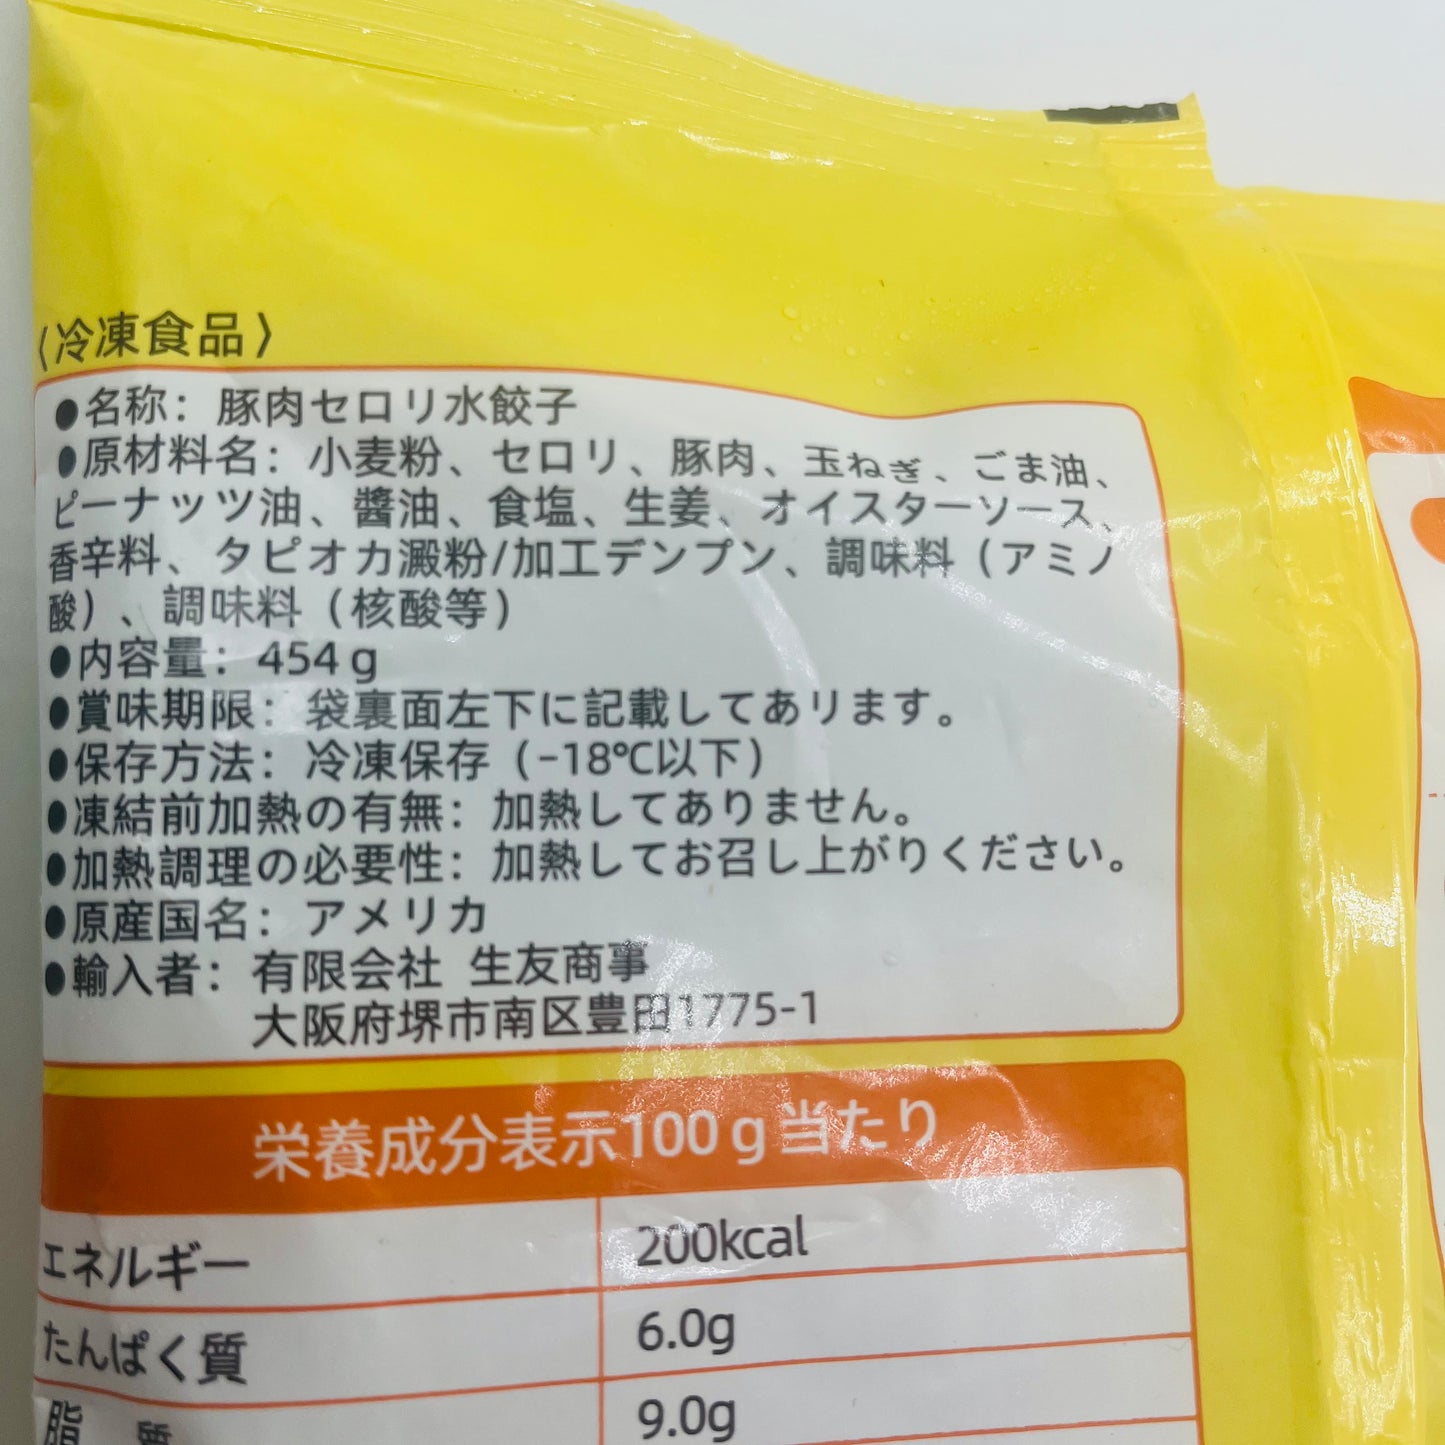 〈冷凍食品〉
●名称：豚肉セロリ水餃子
●原材料名：小麦粉、セロリ、豚肉、玉ねぎ、ごま油、
ピーナッツ油、醬油、食塩、生姜、オイスターソース、
香辛料、タピオカ澱粉/加工デンプン、調味料（アミノ
酸）、調味料（核酸等）
●内容量：454g
●賞味期限：袋裏面左下に記載してあります。
●保存方法：冷凍保存（-18℃以下）
●凍結前加熱の有無：加熱してありません。
●加熱調理の必要性：加熱してお召し上がりください。
●原産国名：アメリカ
●輸入者：有限会社 生友商事
大阪府堺市南区豊田1775-1
栄養成分表示100g当たり
エネルギー 200kcal
たんぱく質 6.0g
脂質 9.0g